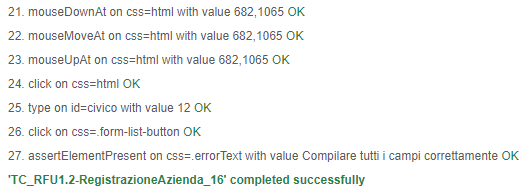 21. mouseDownAt on css=html with value 682,1065 OK
22. mouseMoveAt on css=html with value 682,1065 OK
23. mouseUpAt on css=html with value 682,1065 OK
24. click on css=html OK
25. type on id=civico with value 12 OK
26. click on css=.form-list-button OK
27. assertElementPresent on css=.errorText with value Compilare tutti i campi correttamente OK
'TC_RFU1.2-RegistrazioneAzienda_16' completed successfully